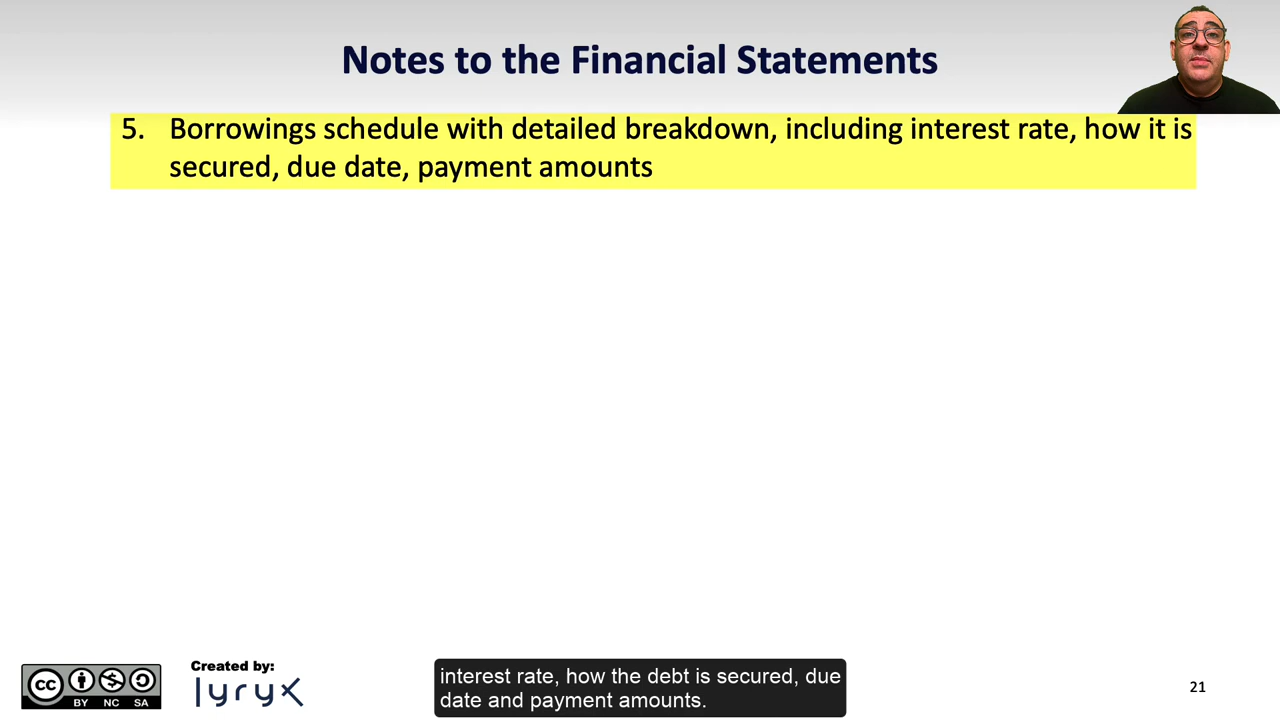 Notes to the Financial Statements
5. Borrowings schedule with detailed breakdown, including interest rate, how it is
secured, due date, payment amounts
cc
BY NC SA
Created by:
lyryx
interest rate, how the debt is secured, due
date and payment amounts.
21